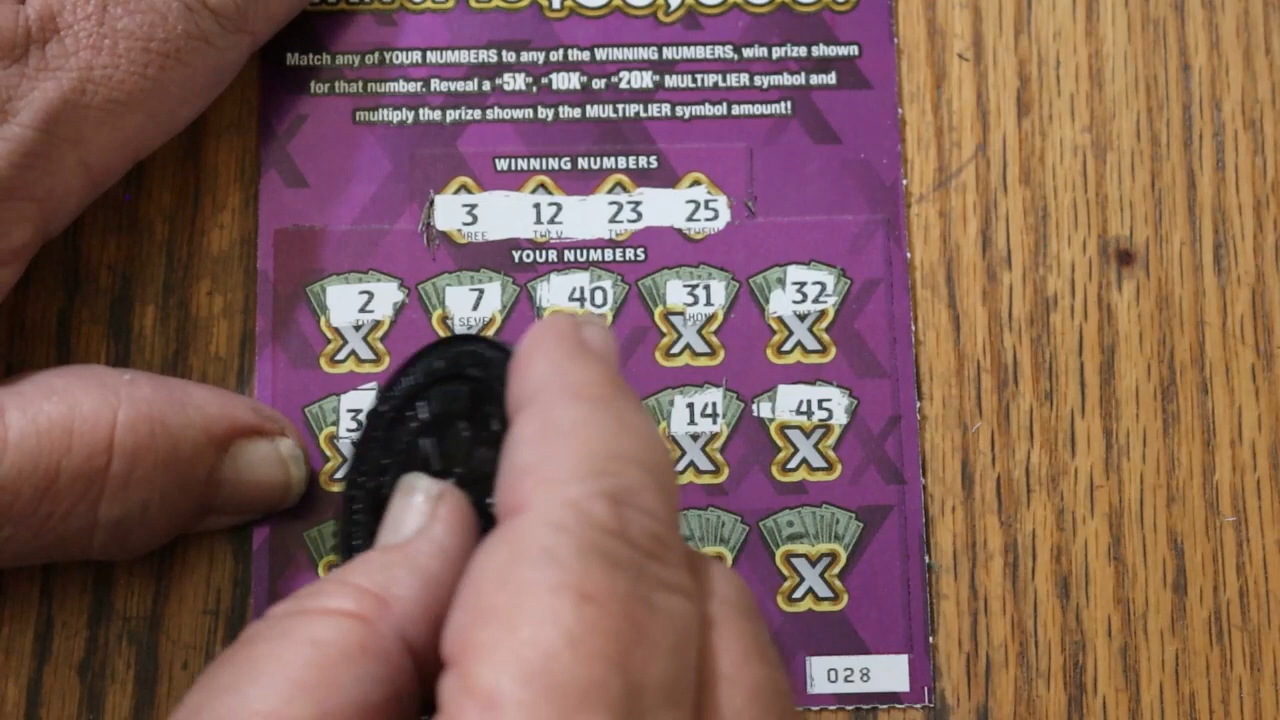 Match any of YOUR NUMBERS to any of the WINNING NUMBERS, win prize shown
for that number. Reveal a "5X", "10X" or "20X" MULTIPLIER symbol and
multiply the prize shown by the MULTIPLIER symbol amount!
WINNING NUMBERS
3 12 23 25
YOUR NUMBERS
2 7 40 31 32
X X X
3 14 45
X X X
X
028